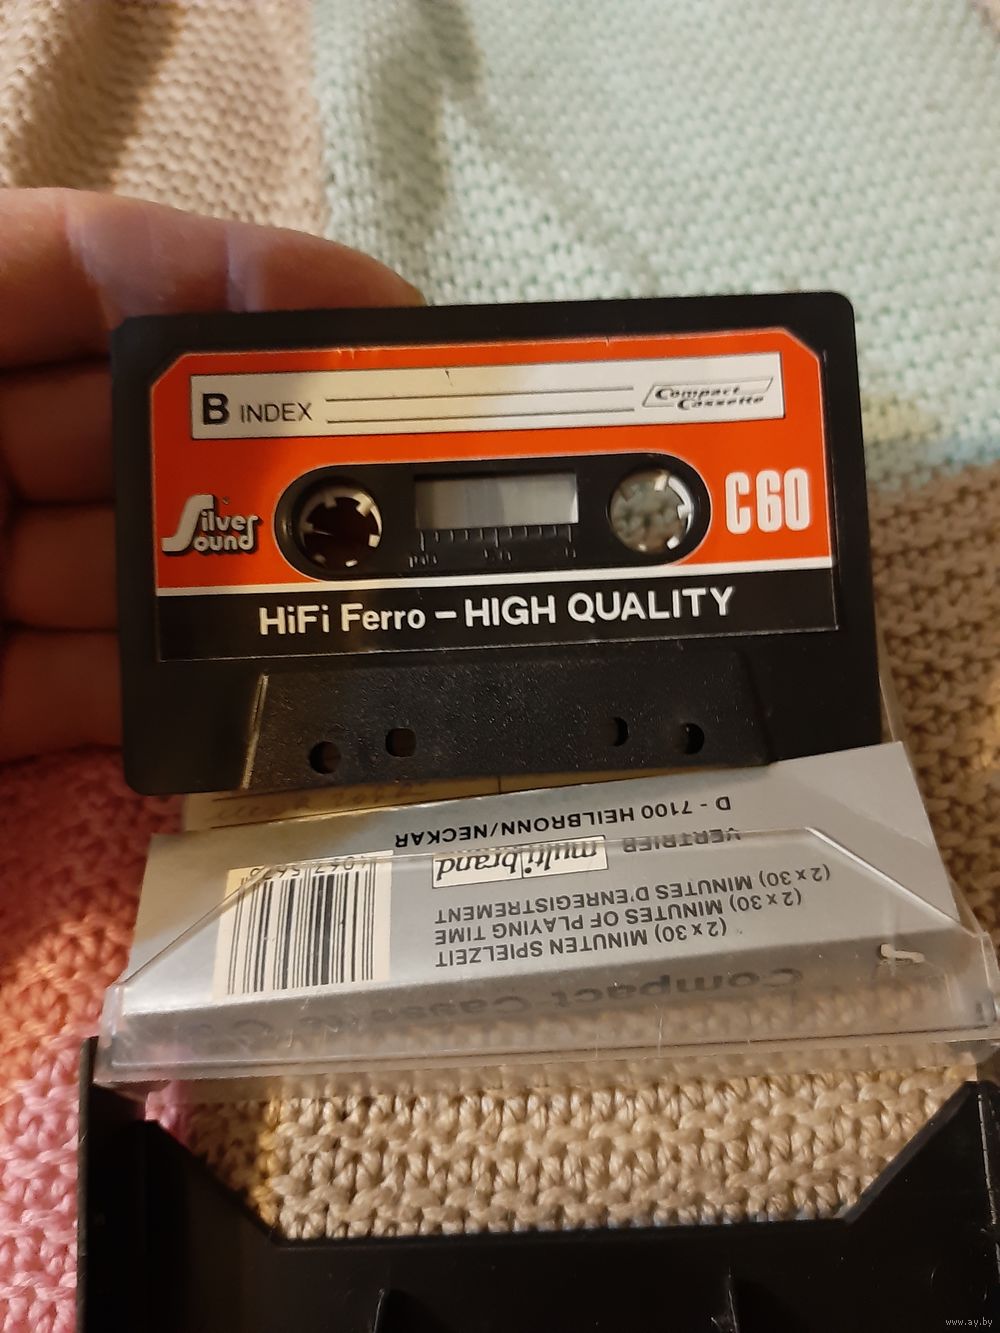 B INDEX
Compact
Cassette
Silver
Sound
C60
HiFi Ferro – HIGH QUALITY
50
D - 7100 HEILBRONN/NECKAR
VERTRIEB multibrand
(2 x 30) MINUTES D'ENREGISTREMENT
(2 x 30) MINUTES OF PLAYING TIME
(2 x 30) MINUTEN SPIELZEIT
Compact Cassette
www.ay.by